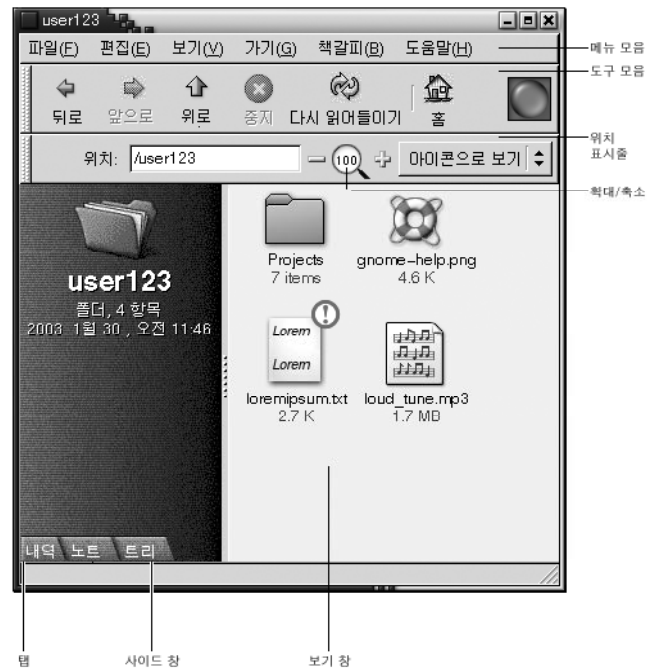 user123
파일(F) 편집(E) 보기(V) 가기(G) 책갈피(B) 도움말(H)
메뉴 모음
도구 모음
뒤로 앞으로 위로 중지 다시 읽어들이기 홈
위치
표시줄
위치: /user123 100 아이콘으로 보기
확대/축소
user123
폴더, 4 항목
2003 1월 30 , 오전 11:46
Projects
7 items
gnome-help.png
4.6 K
Lorem
Lorem
loremipsum.txt
2.7 K
loud_tune.mp3
1.7 MB
내역 노트 트리
탭 사이드 창 보기 창